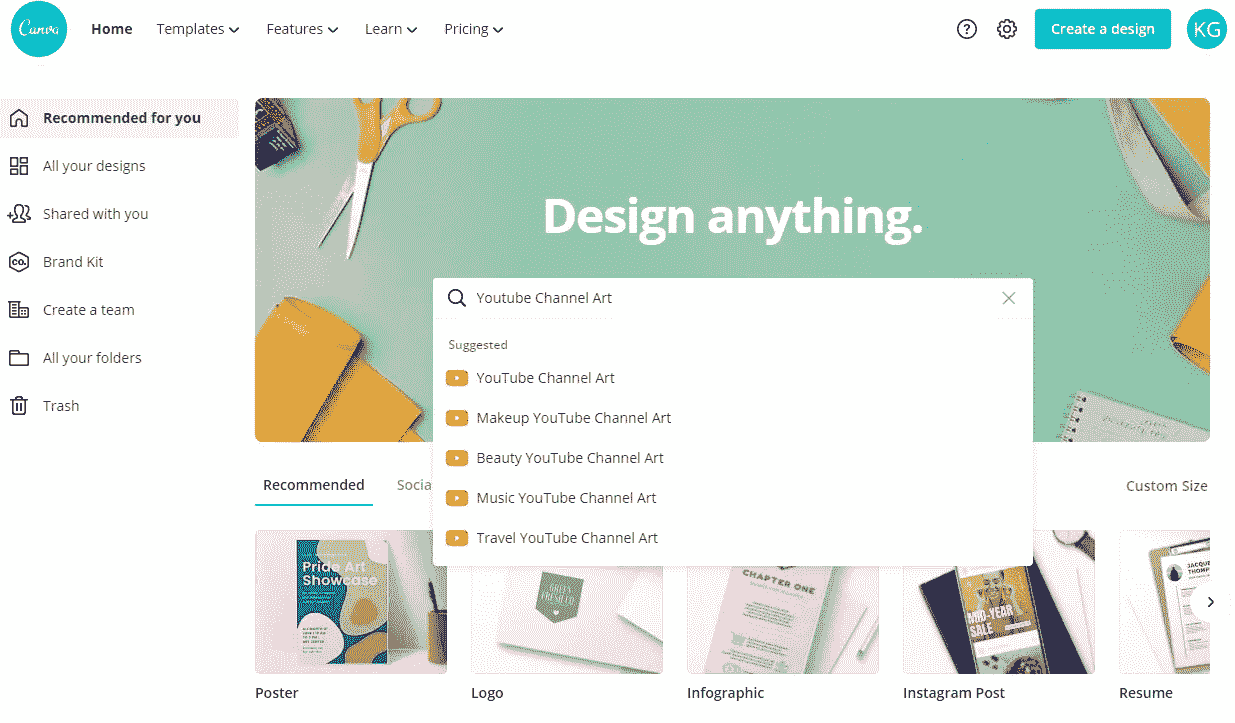 Canva
Home
Templates
Features
Learn
Pricing
Create a design
KG
Recommended for you
All your designs
Shared with you
Brand Kit
Create a team
All your folders
Trash
Design anything.
Youtube Channel Art
Suggested
YouTube Channel Art
Makeup YouTube Channel Art
Beauty YouTube Channel Art
Music YouTube Channel Art
Travel YouTube Channel Art
Recommended
Socia
Custom Size
Pride Art
Showcase
CHAPTER ONE
MID-YEAR
SALE
Poster
Logo
Infographic
Instagram Post
Resume